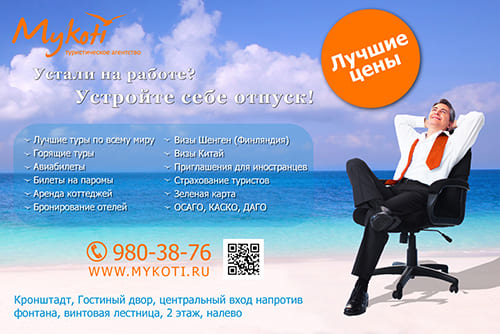 MyKoti
туристическое агентство
Лучшие
цены
Устали на работе?
Устройте себе отпуск!
Лучшие туры по всему миру
Горящие туры
Авиабилеты
Билеты на паромы
Аренда коттеджей
Бронирование отелей
Визы Шенген (Финляндия)
Визы Китай
Приглашения для иностранцев
Страхование туристов
Зеленая карта
ОСАГО, КАСКО, ДАГО
980-38-76
WWW.MYKOTI.RU
Кронштадт, Гостиный двор, центральный вход напротив
фонтана, винтовая лестница, 2 этаж, налево